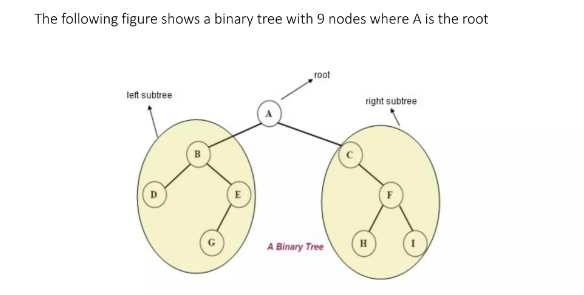 The following figure shows a binary tree with 9 nodes where A is the root
root
left subtree
right subtree
A
B
C
D
E
F
G
A Binary Tree
H
I